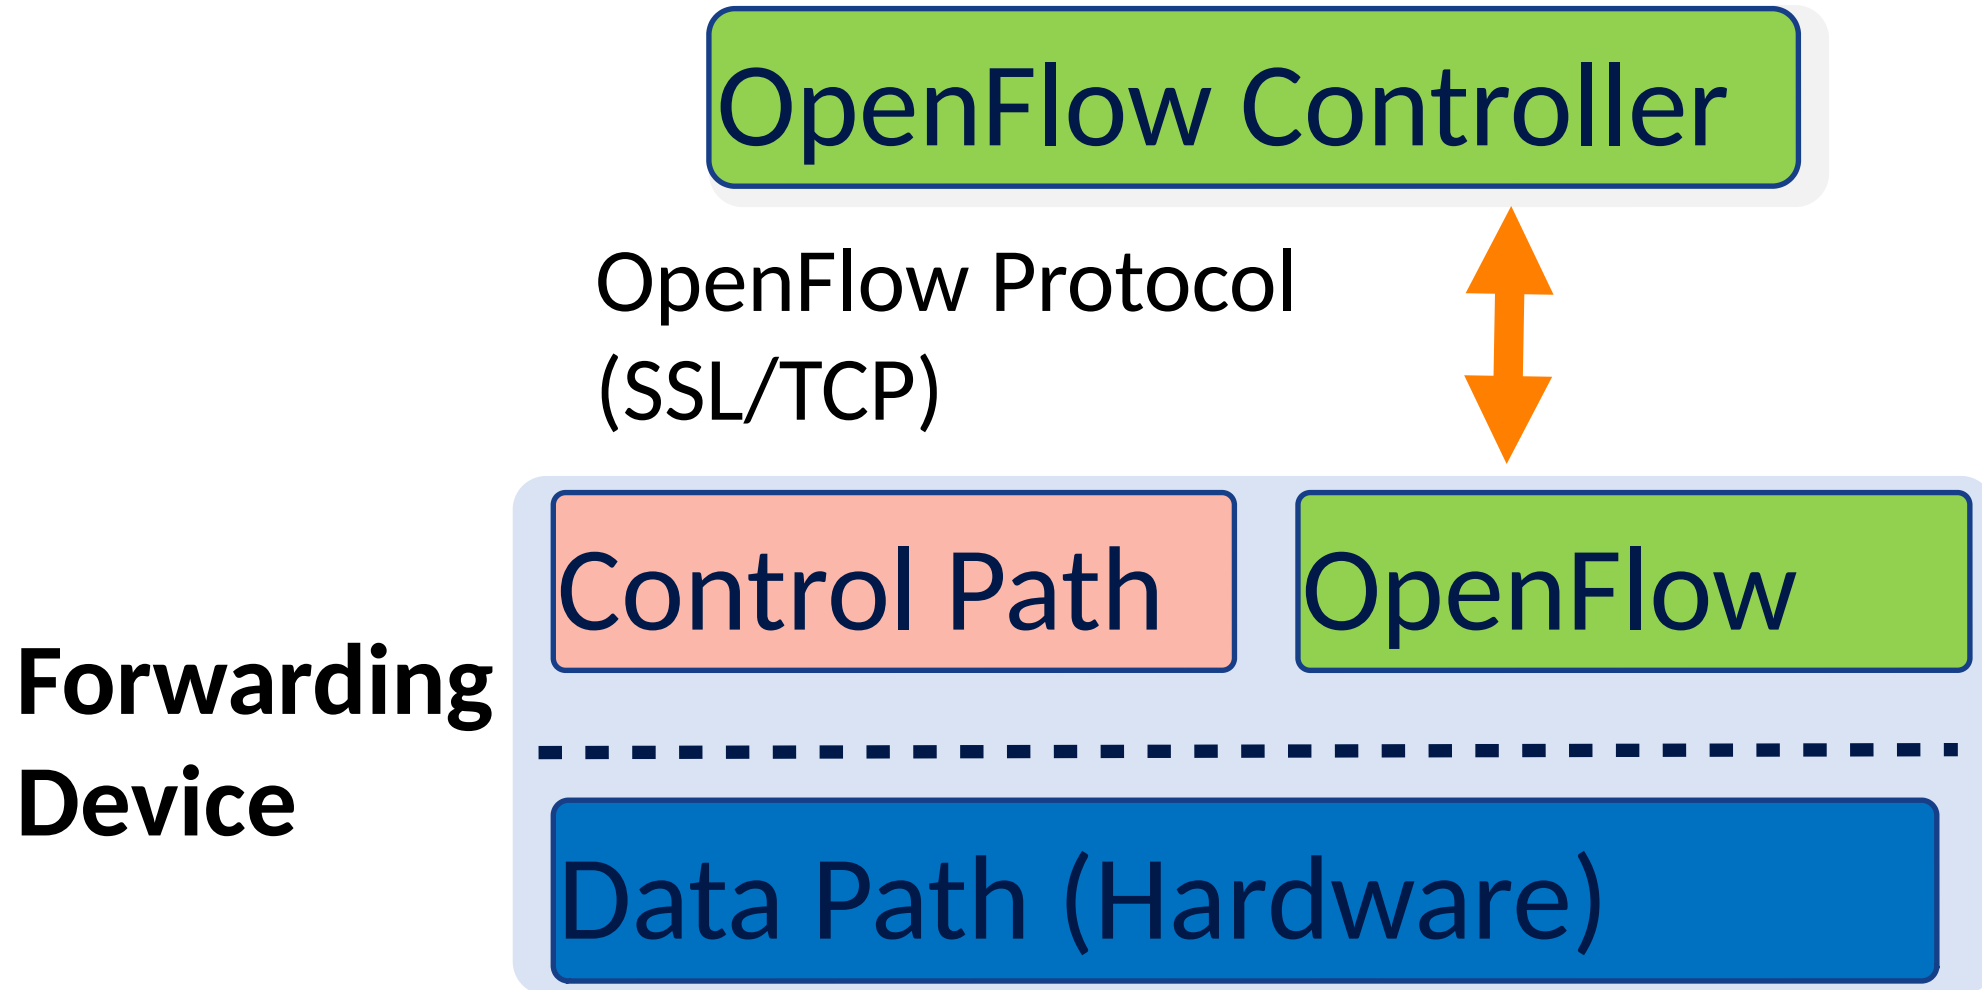 OpenFlow Controller
OpenFlow Protocol
(SSL/TCP)
Control Path
OpenFlow
Forwarding
Device
Data Path (Hardware)